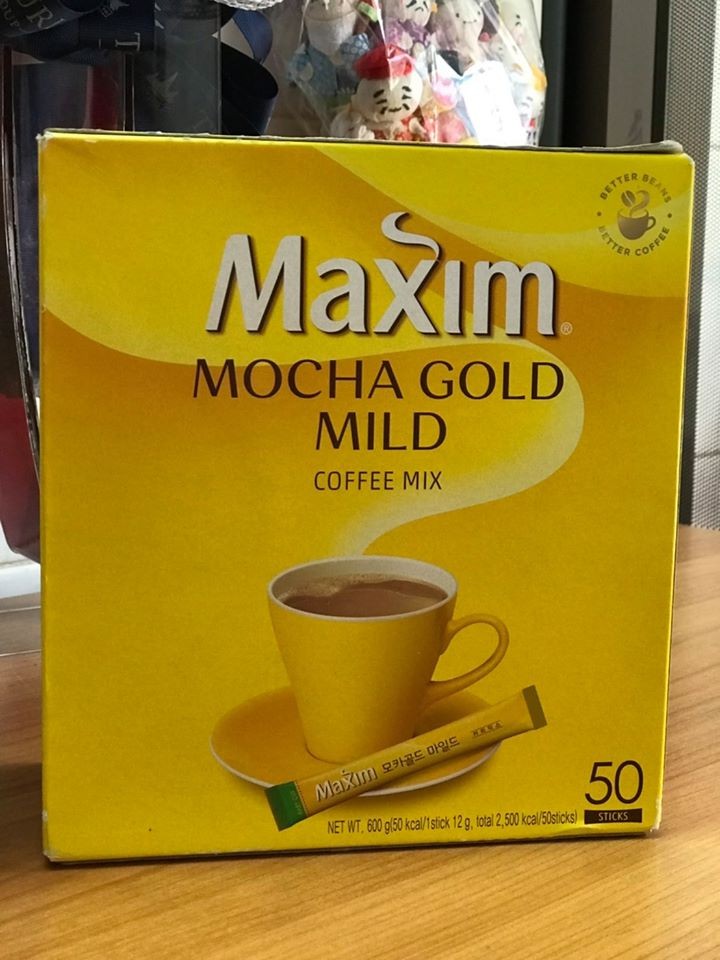 BETTER BEANS
BETTER COFFEE
Maxim®
MOCHA GOLD
MILD
COFFEE MIX
Maxim 모카골드 마일드
NET WT. 600 g(50 kcal/1stick 12 g, total 2,500 kcal/50sticks)
50
STICKS